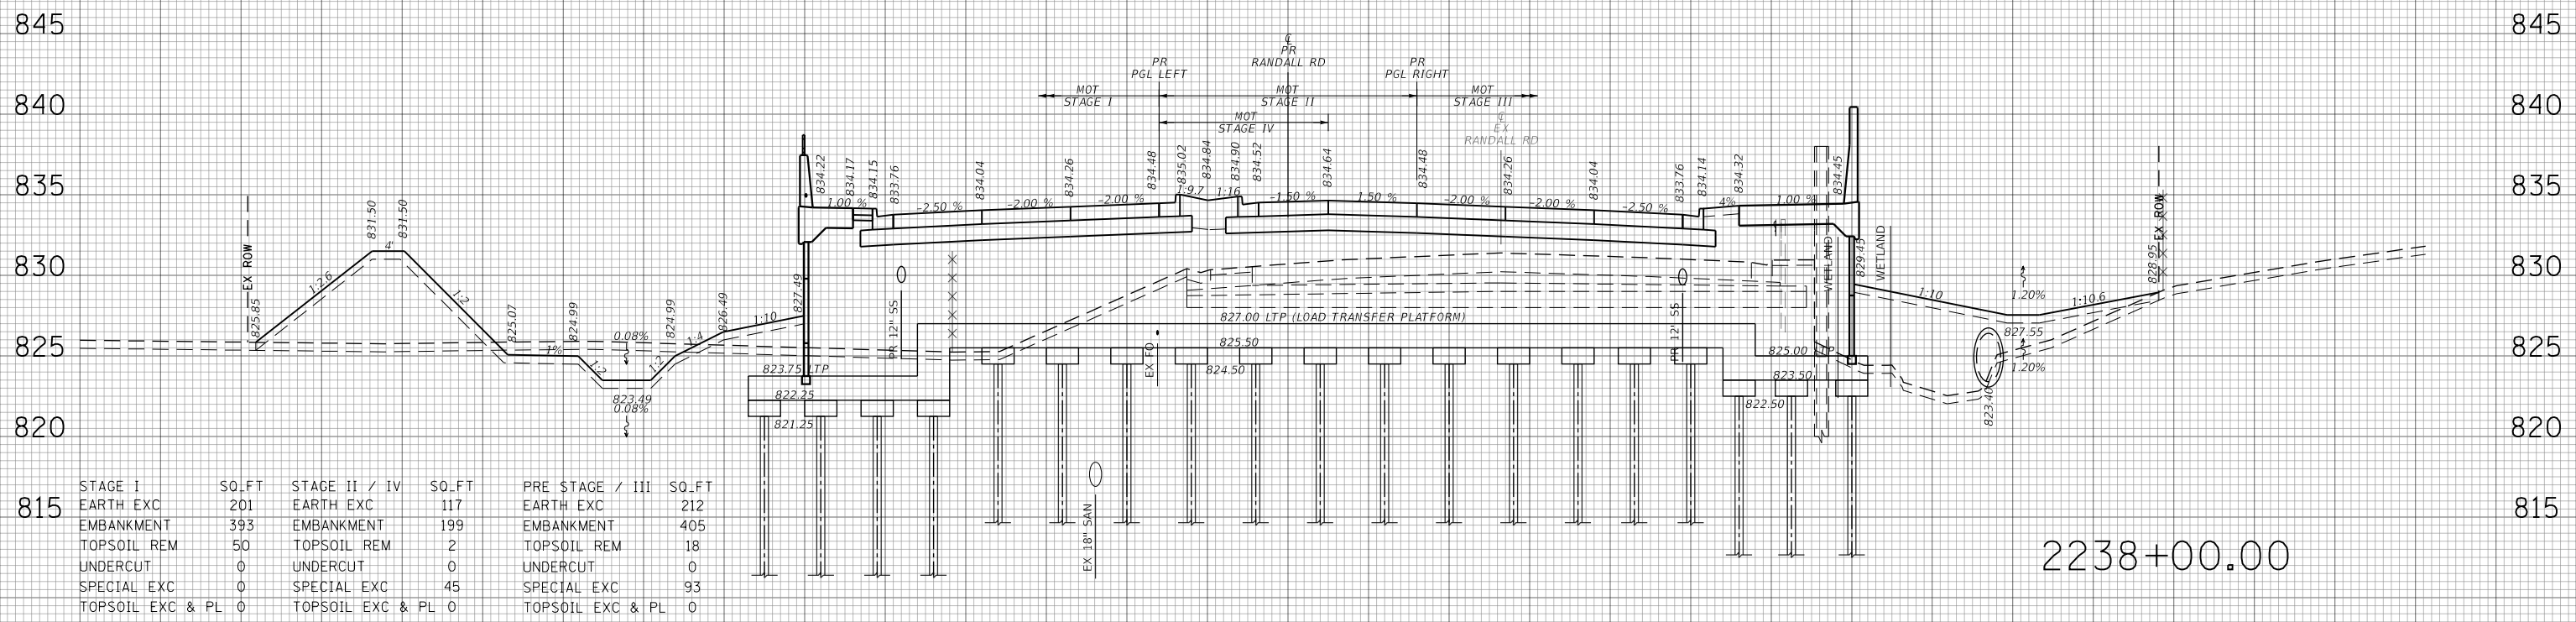 845
845
PR
PGL LEFT
℄
PR
RANDALL RD
PR
PGL RIGHT
MOT
STAGE I
MOT
STAGE II
MOT
STAGE III
840
840
MOT
STAGE IV
℄
EX
RANDALL RD
835
835
834.22
834.17
834.15
833.76
834.04
834.26
834.48
835.02
834.84
834.90
834.52
834.64
834.48
834.26
834.04
833.76
834.14
834.32
834.45
1.00 %
-2.50 %
-2.00 %
-2.00 %
1:9.7
1:16
-1.50 %
1.50 %
-2.00 %
-2.00 %
-2.50 %
4%
1.00 %
EX ROW
EX ROW
831.50
831.50
4'
830
830
1:2.6
1:2
825.85
825.07
1%
824.99
1:2
0.08%
823.49
0.08%
1:2
824.99
1:4
826.49
1:10
827.49
PR 12" SS
EX FO
PR 12" SS
WETLAND
829.45
WETLAND
1:10
1.20%
1:10.6
828.95
827.55
1.20%
823.40
827.00 LTP (LOAD TRANSFER PLATFORM)
825
825
825.50
824.50
825.00 LTP
823.75 LTP
823.50
822.25
822.50
821.25
820
820
EX 18" SAN
815
815
STAGE I SQ_FT
EARTH EXC 201
EMBANKMENT 393
TOPSOIL REM 50
UNDERCUT 0
SPECIAL EXC 0
TOPSOIL EXC & PL 0
STAGE II / IV SQ_FT
EARTH EXC 117
EMBANKMENT 199
TOPSOIL REM 2
UNDERCUT 0
SPECIAL EXC 45
TOPSOIL EXC & PL 0
PRE STAGE / III SQ_FT
EARTH EXC 212
EMBANKMENT 405
TOPSOIL REM 18
UNDERCUT 0
SPECIAL EXC 93
TOPSOIL EXC & PL 0
2238+00.00